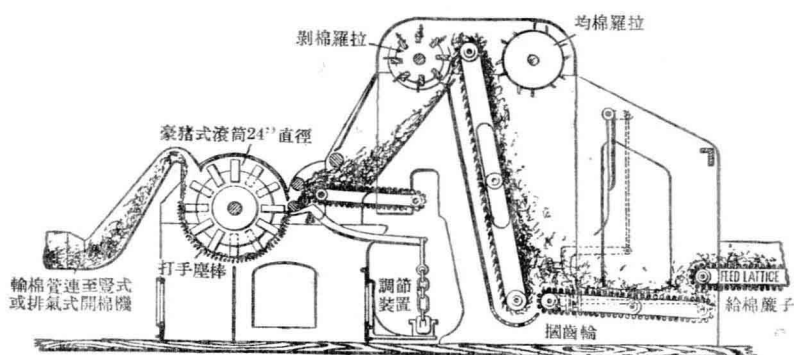 剝棉羅拉
均棉羅拉
豪猪式滾筒24"直徑
打手塵棒
輸棉管連至豎式
或排氣式開棉機
調節
裝置
摑齒輪
FEED LATTICE
給棉簾子